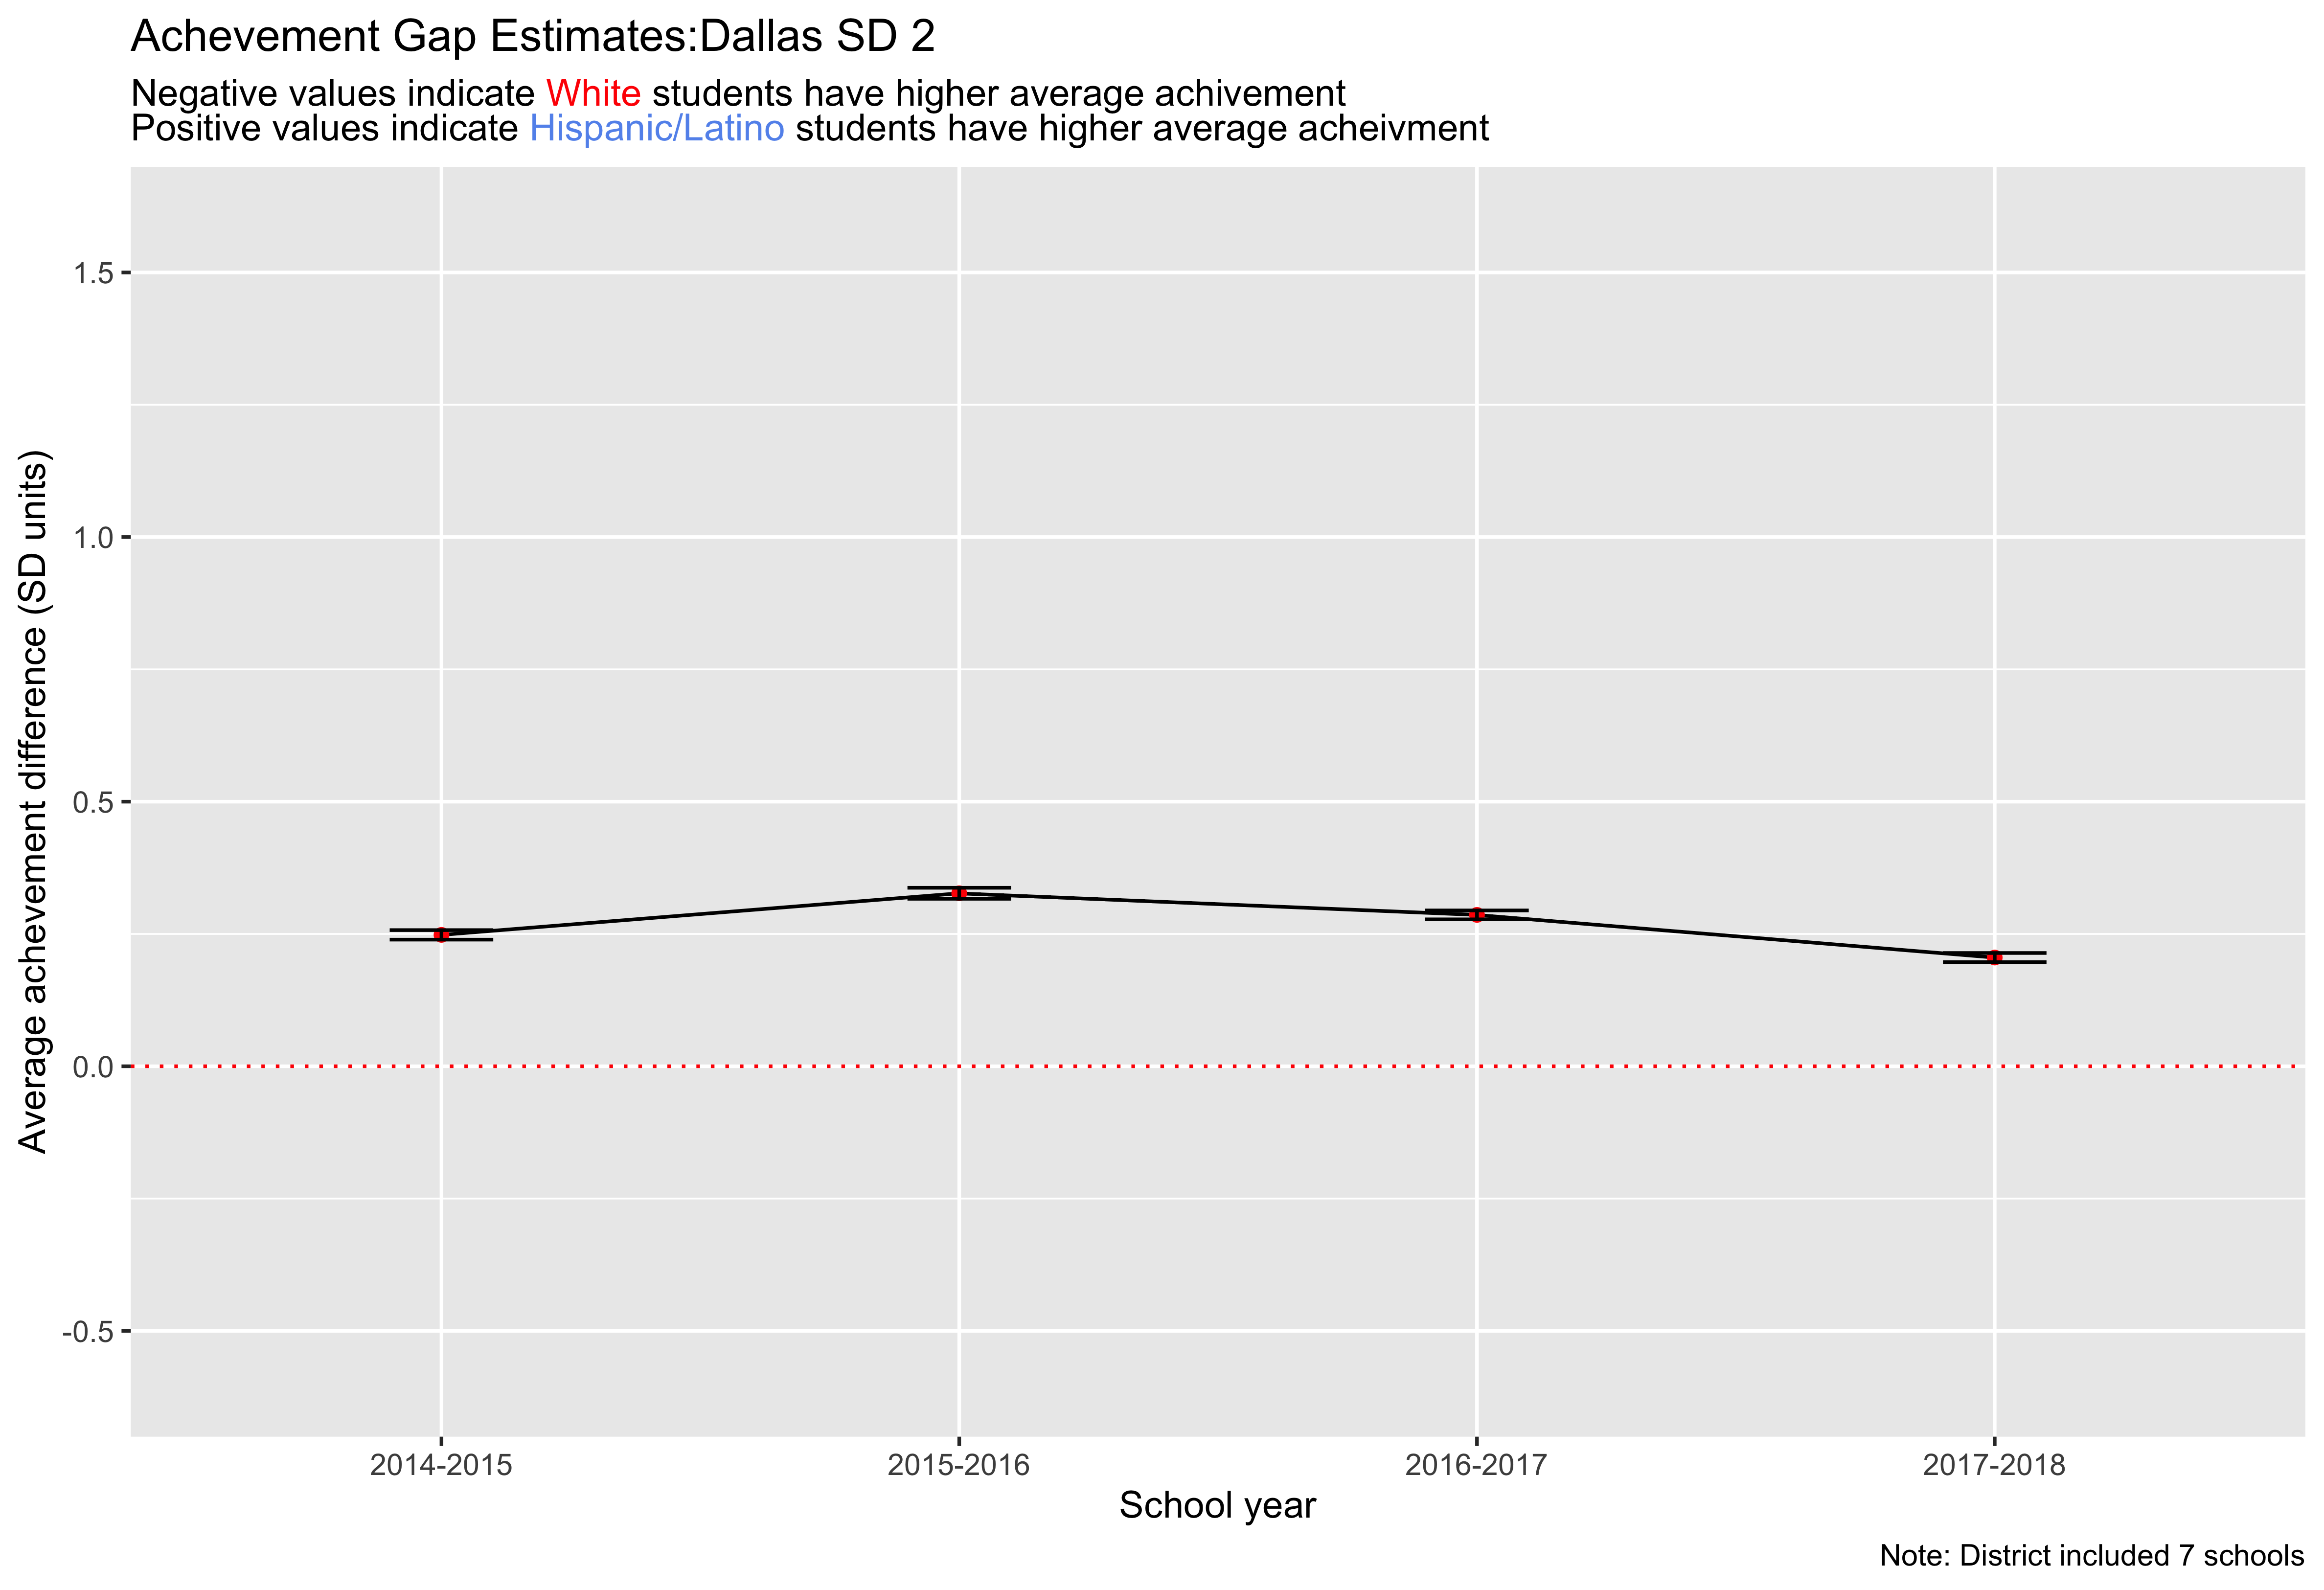 Achevement Gap Estimates:Dallas SD 2
Negative values indicate White students have higher average achivement
Positive values indicate Hispanic/Latino students have higher average acheivment
Average achevement difference (SD units)
1.5
1.0
0.5
0.0
-0.5
2014-2015
2015-2016
2016-2017
2017-2018
School year
Note: District included 7 schools